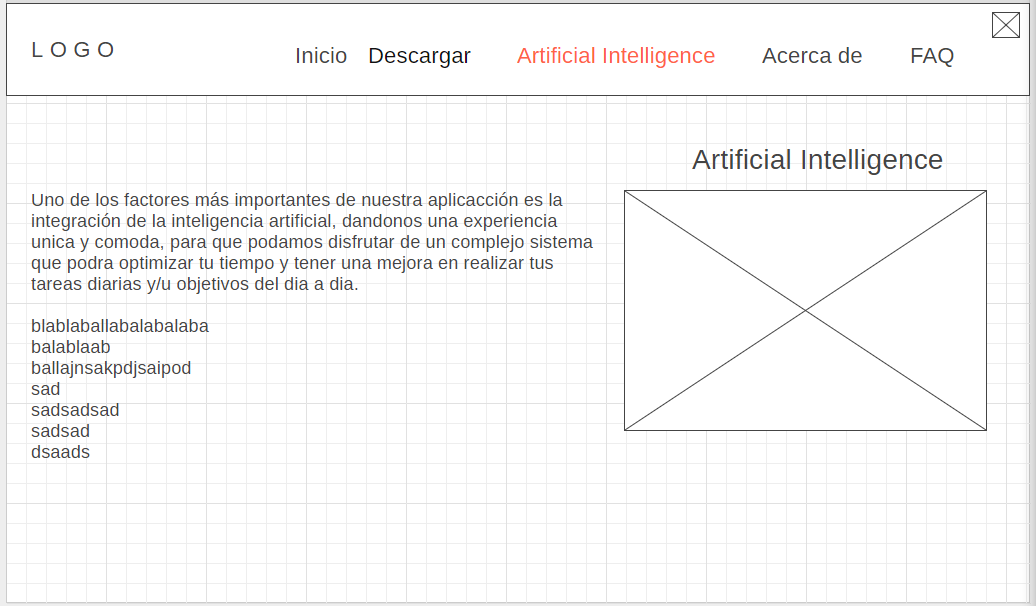 LOGO
Inicio Descargar Artificial Intelligence Acerca de FAQ
Artificial Intelligence
Uno de los factores más importantes de nuestra aplicacción es la
integración de la inteligencia artificial, dandonos una experiencia
unica y comoda, para que podamos disfrutar de un complejo sistema
que podra optimizar tu tiempo y tener una mejora en realizar tus
tareas diarias y/u objetivos del dia a dia.
blablaballabalabalaba
balablaab
ballajnsakpdjsaipod
sad
sadsadsad
sadsad
dsaads